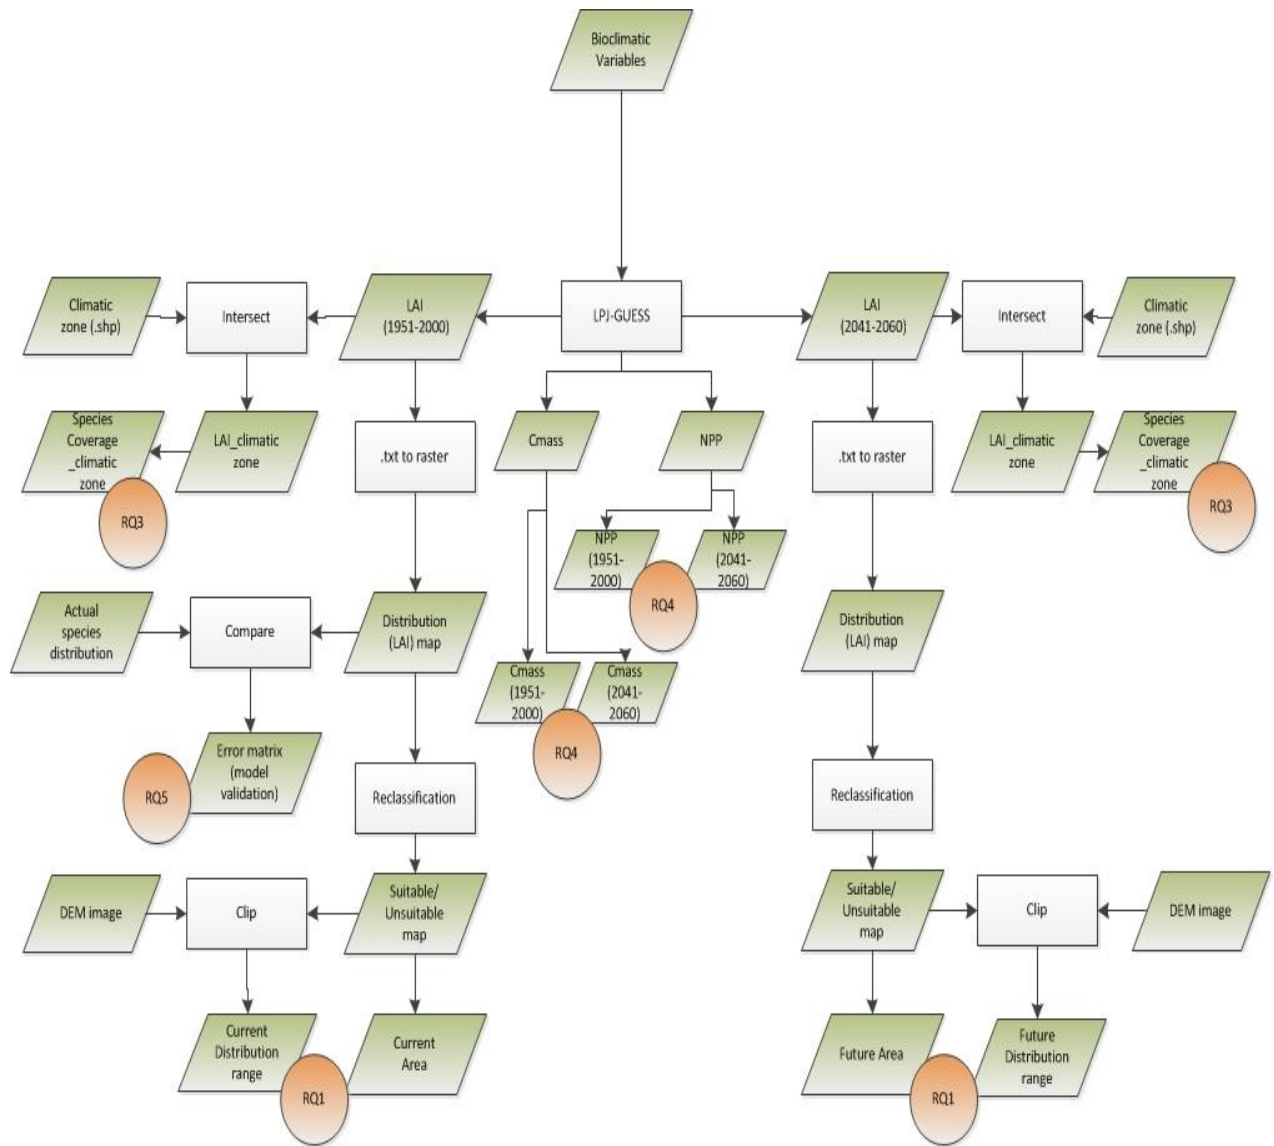 Bioclimatic
Variables
Climatic
zone (.shp)
Intersect
LAI
(1951-2000)
LPJ-GUESS
LAI
(2041-2060)
Intersect
Climatic
zone (.shp)
Species
Coverage
_climatic
zone
LAI_climatic
zone
.txt to raster
Cmass
NPP
.txt to raster
LAI_climatic
zone
Species
Coverage
_climatic
zone
RQ3
RQ3
NPP
(1951-
2000)
NPP
(2041-
2060)
RQ4
Actual
species
distribution
Compare
Distribution
(LAI) map
Distribution
(LAI) map
Cmass
(1951-
2000)
Cmass
(2041-
2060)
RQ4
Error matrix
(model
validation)
RQ5
Reclassification
Reclassification
DEM image
Clip
Suitable/
Unsuitable
map
Suitable/
Unsuitable
map
Clip
DEM image
Current
Distribution
range
Current
Area
RQ1
Future Area
Future
Distribution
range
RQ1